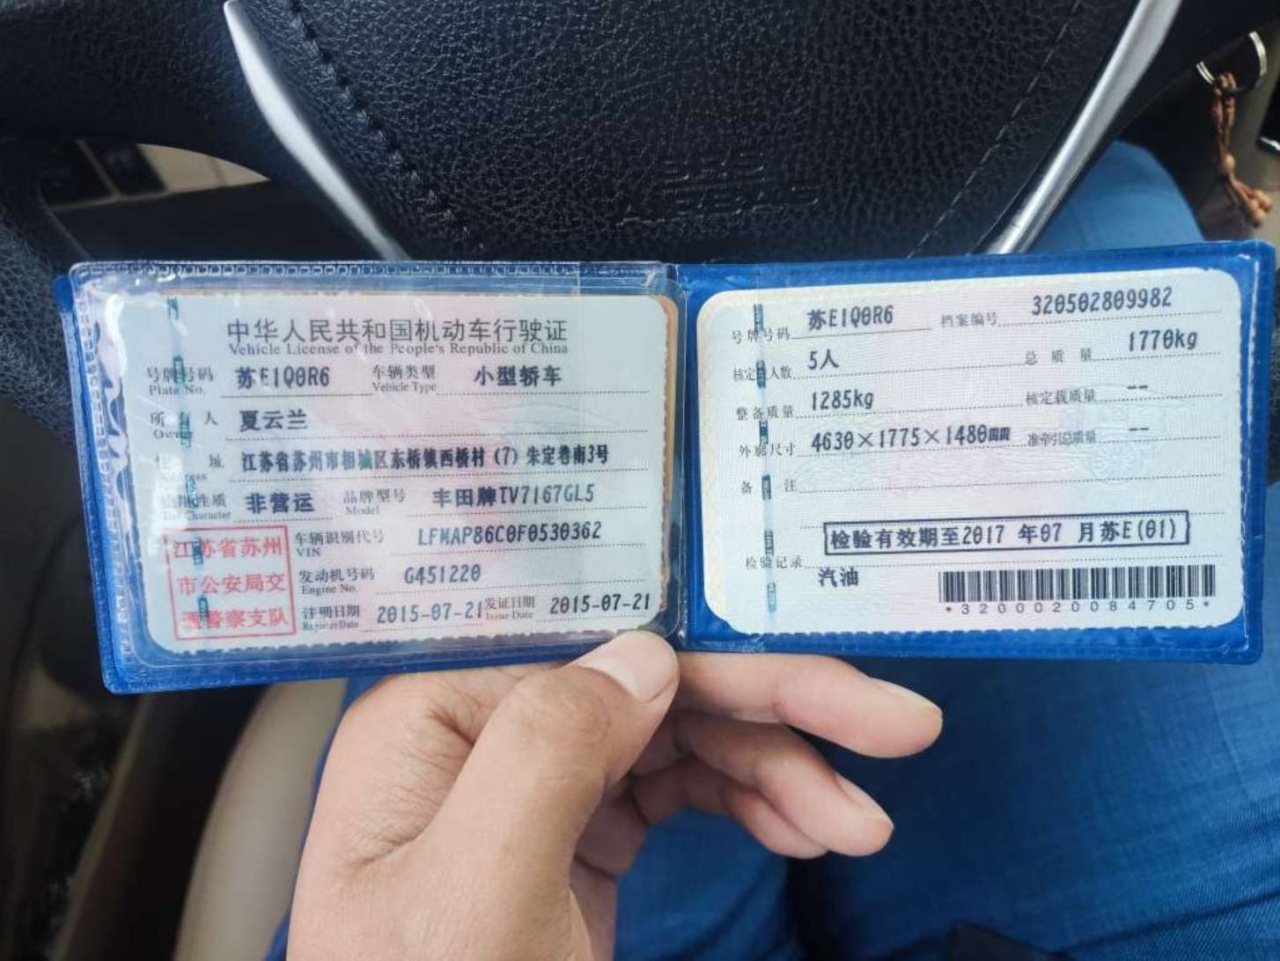 中华人民共和国机动车行驶证
Vehicle License of the People's Republic of China
号牌号码 Plate No. 苏E1Q0R6 车辆类型 Vehicle Type 小型轿车
所有人 夏云兰
址 江苏省苏州市相城区东桥镇西桥村(7)朱定巷南3号
性质 Character 非营运 品牌型号 Model 丰田牌TV7167GL5
车辆识别代号 VIN LFMAP86C0F0530362
发动机号码 Engine No. G451220
注册日期 Register Date 2015-07-21 发证日期 Issue Date 2015-07-21
江苏省苏州
市公安局交
警察支队
号牌号码 苏E1Q0R6 档案编号 320502809982
核定人数 5人 总质量 1770kg
整备质量 1285kg 核定载质量 --
外廓尺寸 4630×1775×1480mm 准牵引总质量 --
备注
检验有效期至2017年07月苏E(01)
检验记录
汽油
*3200020084705*